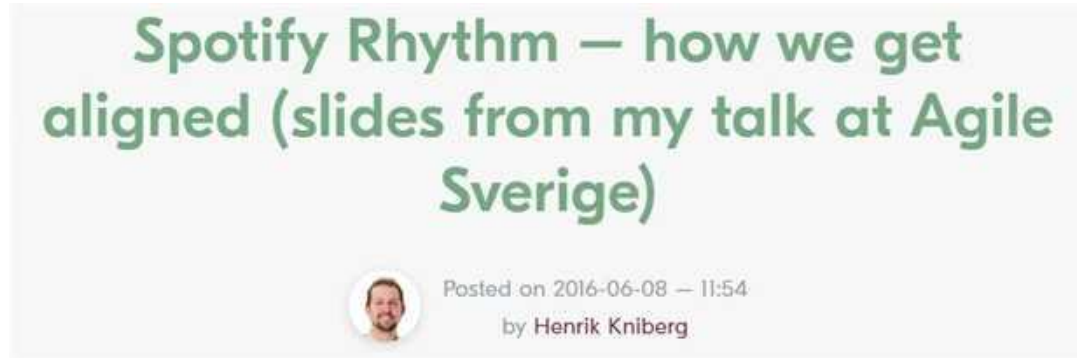 Spotify Rhythm – how we get
aligned (slides from my talk at Agile
Sverige)
Posted on 2016-06-08 – 11:54
by Henrik Kniberg